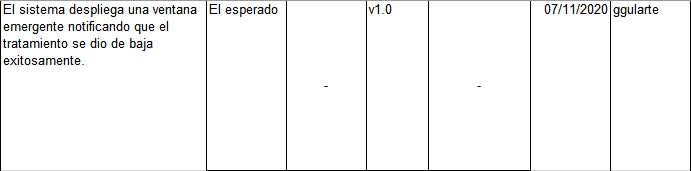 El sistema despliega una ventana
emergente notificando que el
tratamiento se dio de baja
exitosamente.
El esperado
-
v1.0
-
07/11/2020
ggularte